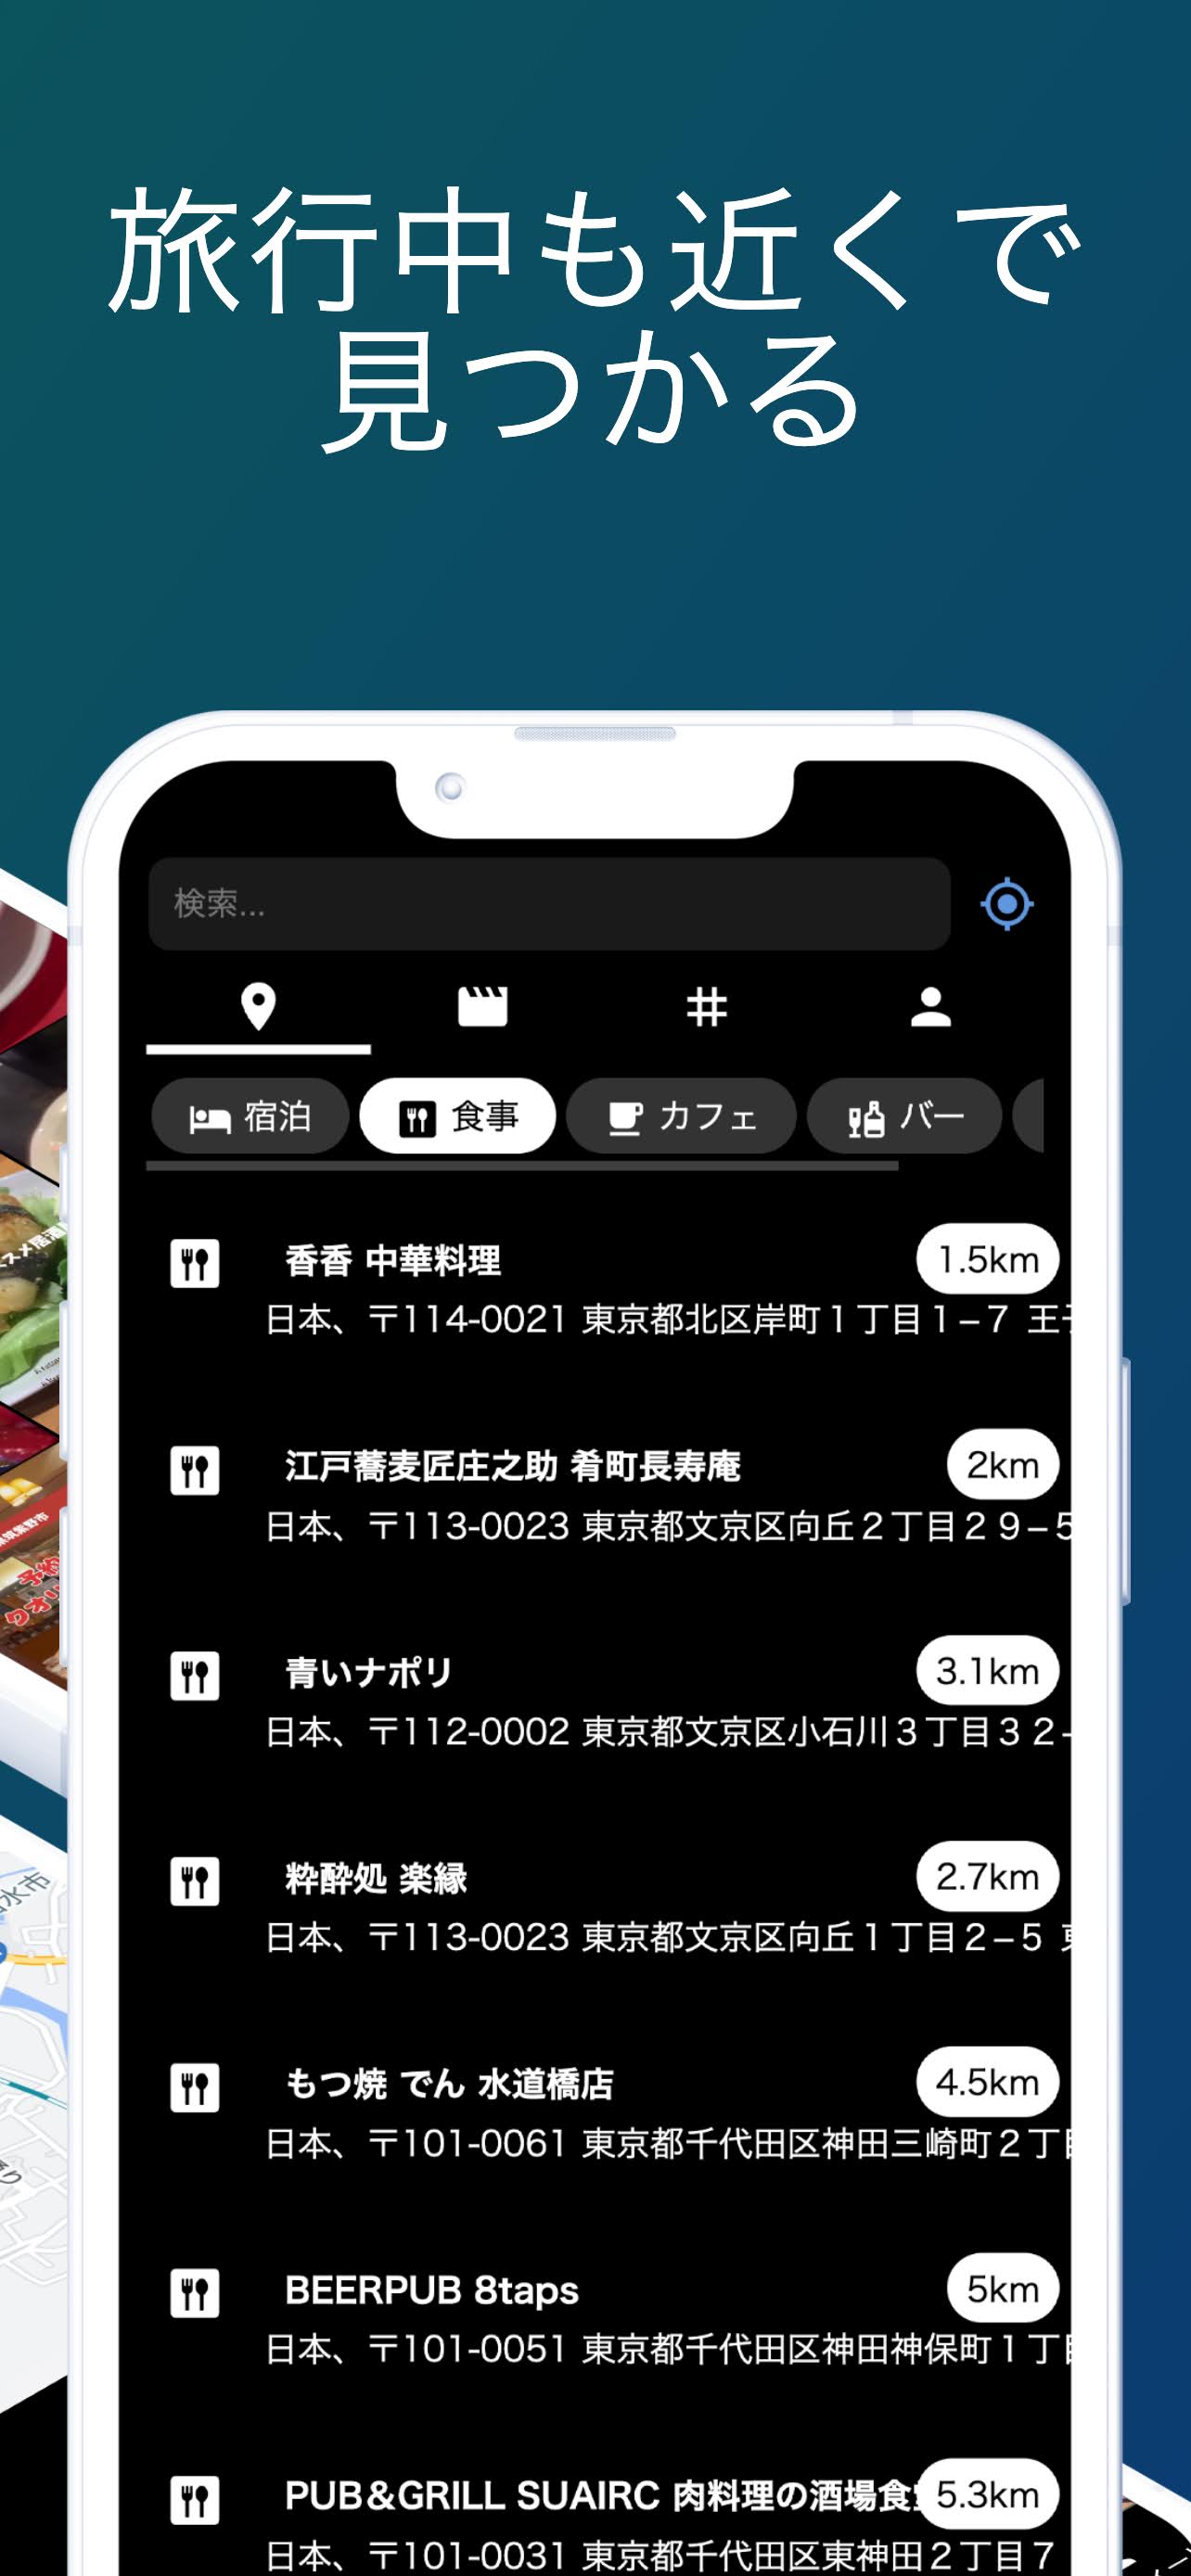 旅行中も近くで
見つかる
検索...
宿泊 食事 カフェ バー
香香 中華料理 1.5km
日本、〒114-0021 東京都北区岸町１丁目１−７ 王
江戸蕎麦匠庄之助 肴町長寿庵 2km
日本、〒113-0023 東京都文京区向丘２丁目２９−5
青いナポリ 3.1km
日本、〒112-0002 東京都文京区小石川３丁目３２-
粋酔処 楽縁 2.7km
日本、〒113-0023 東京都文京区向丘１丁目２−５
もつ焼 でん 水道橋店 4.5km
日本、〒101-0061 東京都千代田区神田三崎町２丁
BEERPUB 8taps 5km
日本、〒101-0051 東京都千代田区神田神保町１丁
PUB＆GRILL SUAIRC 肉料理の酒場食 5.3km
日本、〒101-0031 東京都千代田区東神田２丁目７